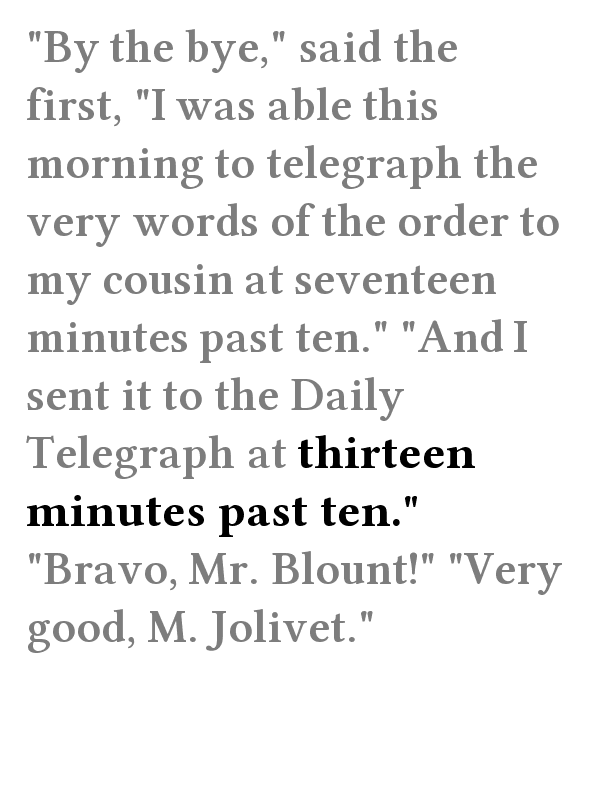 "By the bye," said the
first, "I was able this
morning to telegraph the
very words of the order to
my cousin at seventeen
minutes past ten." "And I
sent it to the Daily
Telegraph at thirteen
minutes past ten."
"Bravo, Mr. Blount!" "Very
good, M. Jolivet."